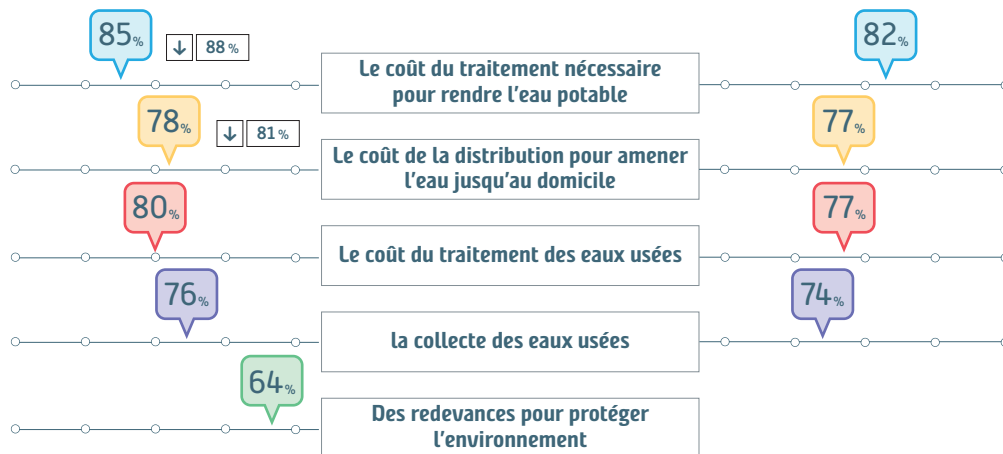 85%
↓ 88 %
82%
Le coût du traitement nécessaire
pour rendre l'eau potable
78%
↓ 81 %
77%
Le coût de la distribution pour amener
l'eau jusqu'au domicile
80%
77%
Le coût du traitement des eaux usées
76%
74%
la collecte des eaux usées
64%
Des redevances pour protéger
l'environnement